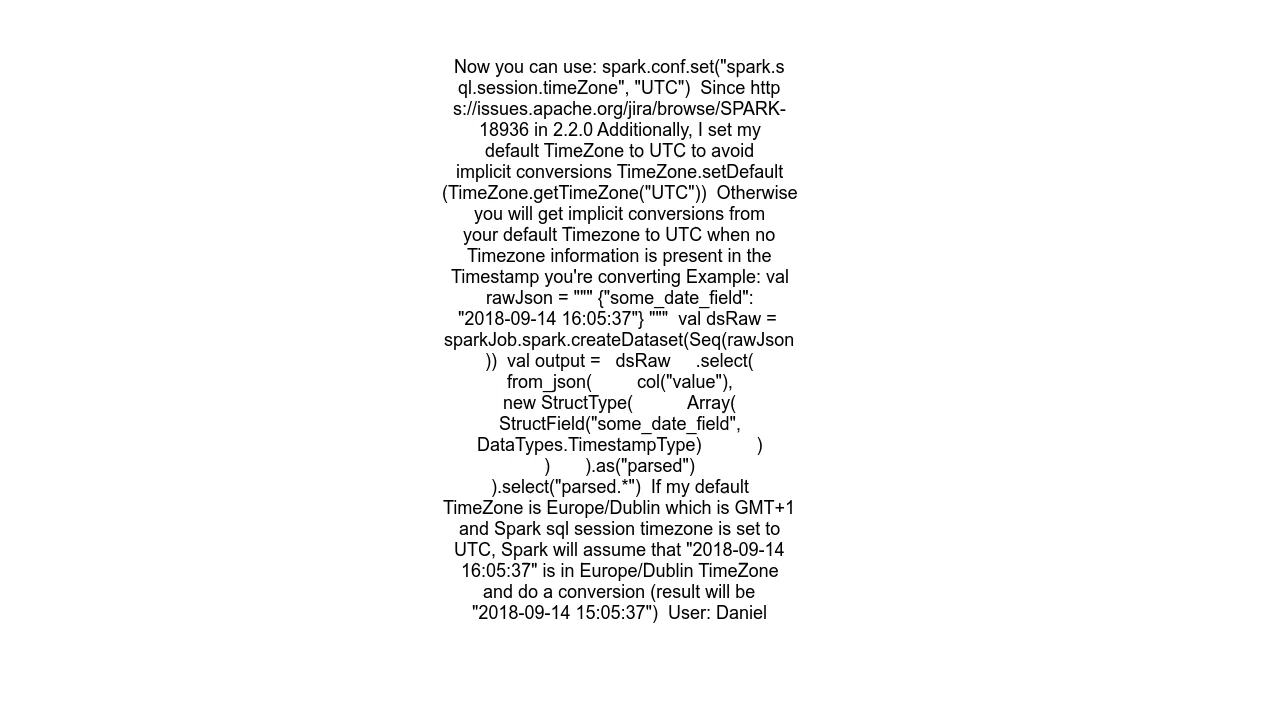 Now you can use: spark.conf.set("spark.s
ql.session.timeZone", "UTC")  Since http
s://issues.apache.org/jira/browse/SPARK-
18936 in 2.2.0 Additionally, I set my
default TimeZone to UTC to avoid
implicit conversions TimeZone.setDefault
(TimeZone.getTimeZone("UTC"))  Otherwise
you will get implicit conversions from
your default Timezone to UTC when no
Timezone information is present in the
Timestamp you're converting Example: val
rawJson = """ {"some_date_field":
"2018-09-14 16:05:37"} """  val dsRaw =
sparkJob.spark.createDataset(Seq(rawJson
))  val output =   dsRaw     .select(
from_json(         col("value"),
new StructType(           Array(
StructField("some_date_field",
DataTypes.TimestampType)           )
)       ).as("parsed")
).select("parsed.*")  If my default
TimeZone is Europe/Dublin which is GMT+1
and Spark sql session timezone is set to
UTC, Spark will assume that "2018-09-14
16:05:37" is in Europe/Dublin TimeZone
and do a conversion (result will be
"2018-09-14 15:05:37")  User: Daniel